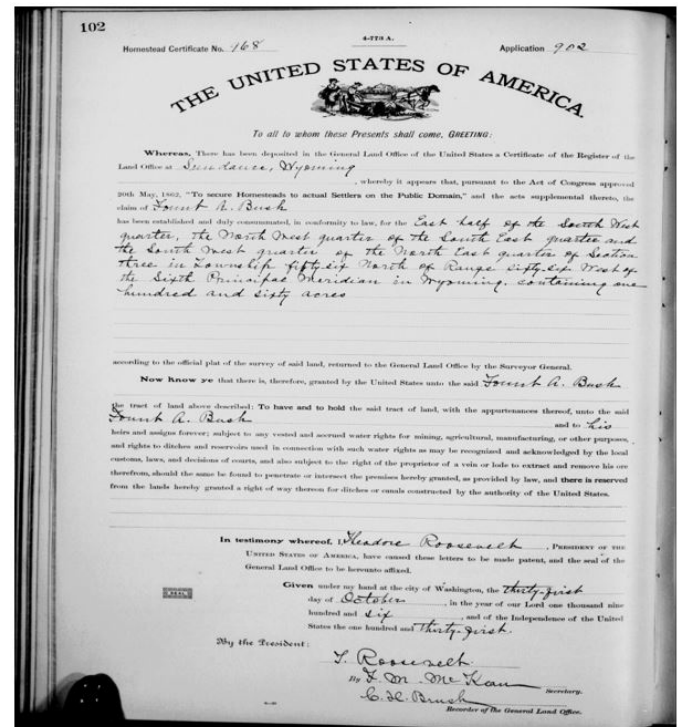 102
4-773 A.
Homestead Certificate No. 168
Application 902
THE UNITED STATES OF AMERICA.
To all to whom these Presents shall come, GREETING:
Whereas, There has been deposited in the General Land Office of the United States a Certificate of the Register of the
Land Office at Sundance, Wyoming
, whereby it appears that, pursuant to the Act of Congress approved
20th May, 1862, "To secure Homesteads to actual Settlers on the Public Domain," and the acts supplemental thereto, the
claim of Fount A. Bush
has been established and duly consummated, in conformity to law, for the East half of the South West
quarter, the North West quarter of the South East quarter and
the South West quarter of the North East quarter of Section
three in Township fifty-six North of Range sixty-six West of
the Sixth Principal Meridian in Wyoming. containing one
hundred and sixty acres
according to the official plat of the survey of said land, returned to the General Land Office by the Surveyor General.
Now know ye that there is, therefore, granted by the United States unto the said Fount A. Bush
the tract of land above described: To have and to hold the said tract of land, with the appurtenances thereof, unto the said
Fount A. Bush and to his
heirs and assigns forever; subject to any vested and accrued water rights for mining, agricultural, manufacturing, or other purposes,
and rights to ditches and reservoirs used in connection with such water rights as may be recognized and acknowledged by the local
customs, laws, and decisions of courts, and also subject to the right of the proprietor of a vein or lode to extract and remove his ore
therefrom, should the same be found to penetrate or intersect the premises hereby granted, as provided by law, and there is reserved
from the lands hereby granted a right of way thereon for ditches or canals constructed by the authority of the United States.
In testimony whereof, I, Theodore Roosevelt, PRESIDENT OF THE
UNITED STATES OF AMERICA, have caused these letters to be made patent, and the seal of the
General Land Office to be hereunto affixed.
Given under my hand at the city of Washington, the thirty-first
day of October, in the year of our Lord one thousand nine
hundred and six, and of the Independence of the United
States the one hundred and thirty-first.
SEAL
By the President:
T. Roosevelt
By F. M. McKean
Secretary.
C. H. Brush
Recorder of the General Land Office.